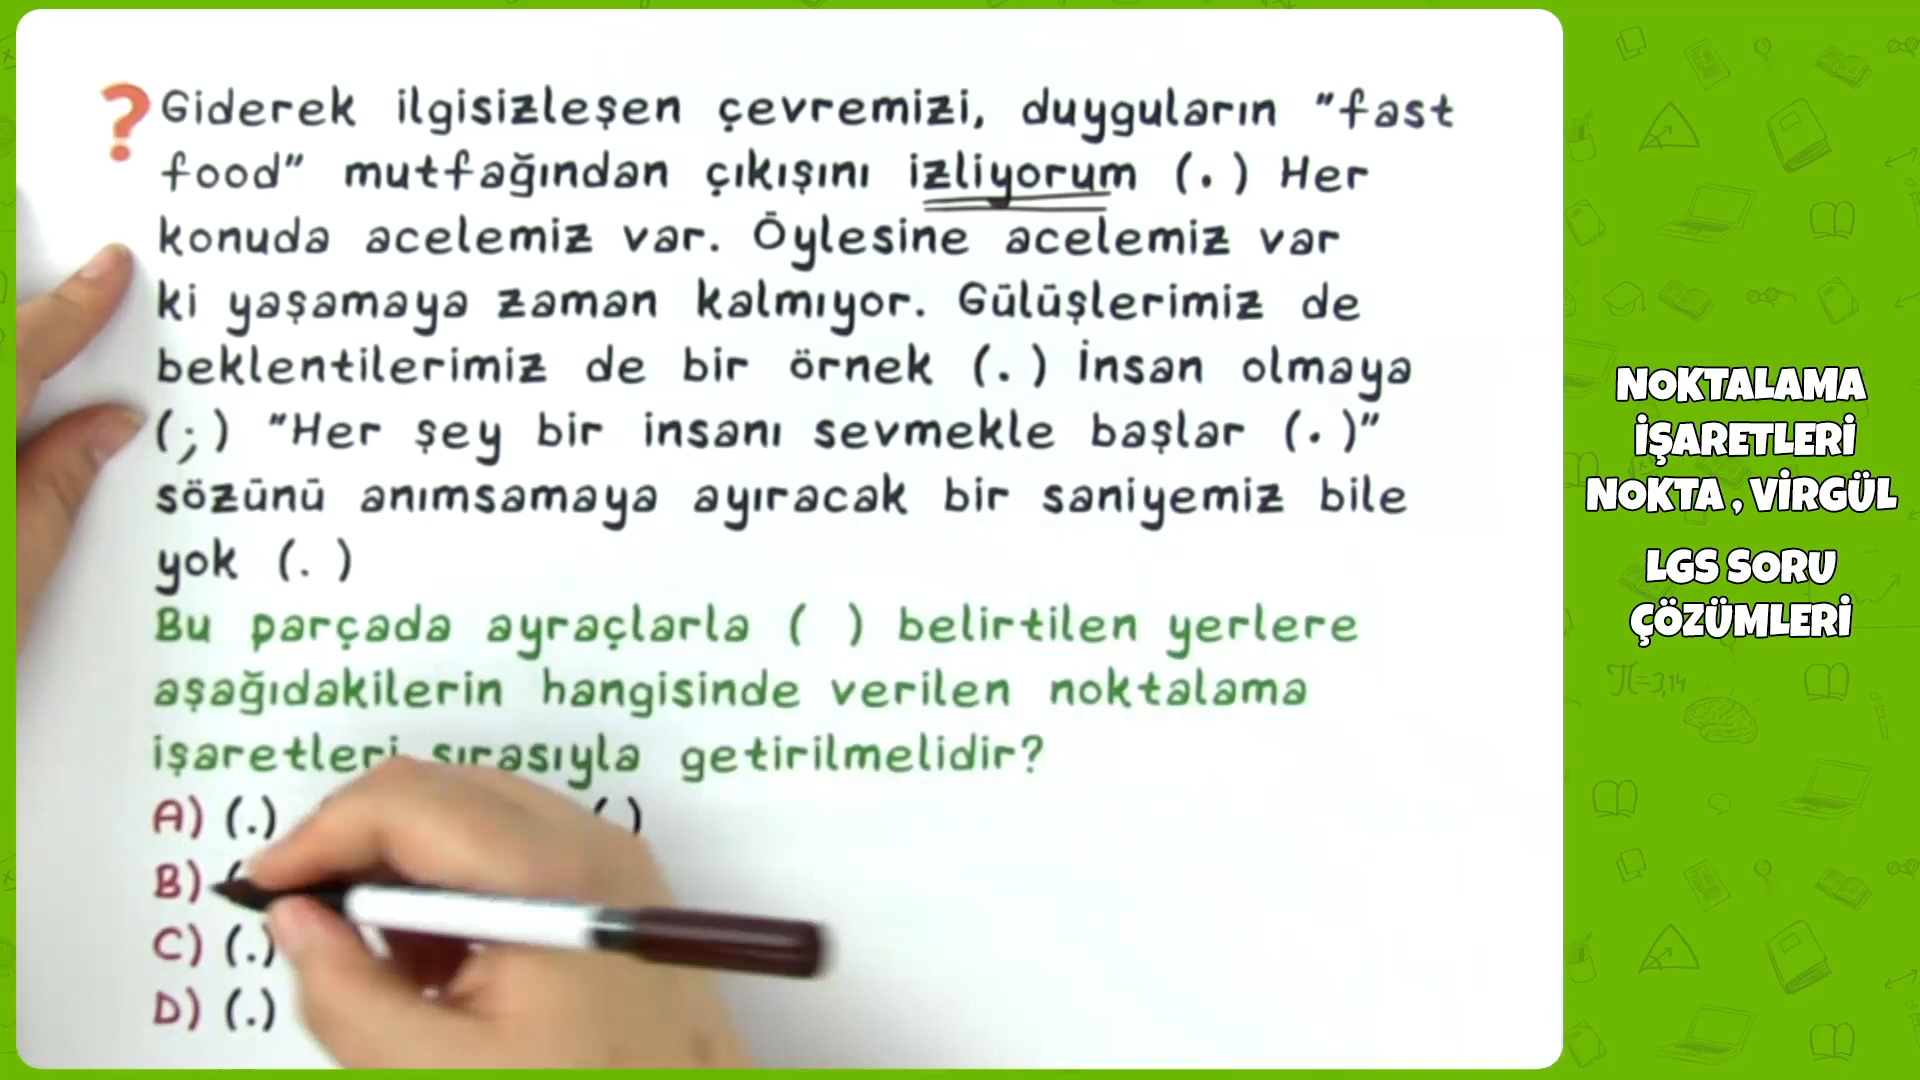 ? Giderek ilgisizleşen çevremizi, duyguların "fast
food" mutfağından çıkışını izliyorum (.) Her
konuda acelemiz var. Öylesine acelemiz var
ki yaşamaya zaman kalmıyor. Gülüşlerimiz de
beklentilerimiz de bir örnek (.) İnsan olmaya
(;) "Her şey bir insanı sevmekle başlar (.)"
sözünü anımsamaya ayıracak bir saniyemiz bile
yok (.)
Bu parçada ayraçlarla ( ) belirtilen yerlere
aşağıdakilerin hangisinde verilen noktalama
işaretleri sırasıyla getirilmelidir?
A) (.)
B)
C) (.)
D) (.)
NOKTALAMA
İŞARETLERİ
NOKTA , VİRGÜL
LGS SORU
ÇÖZÜMLERİ
π=3,14